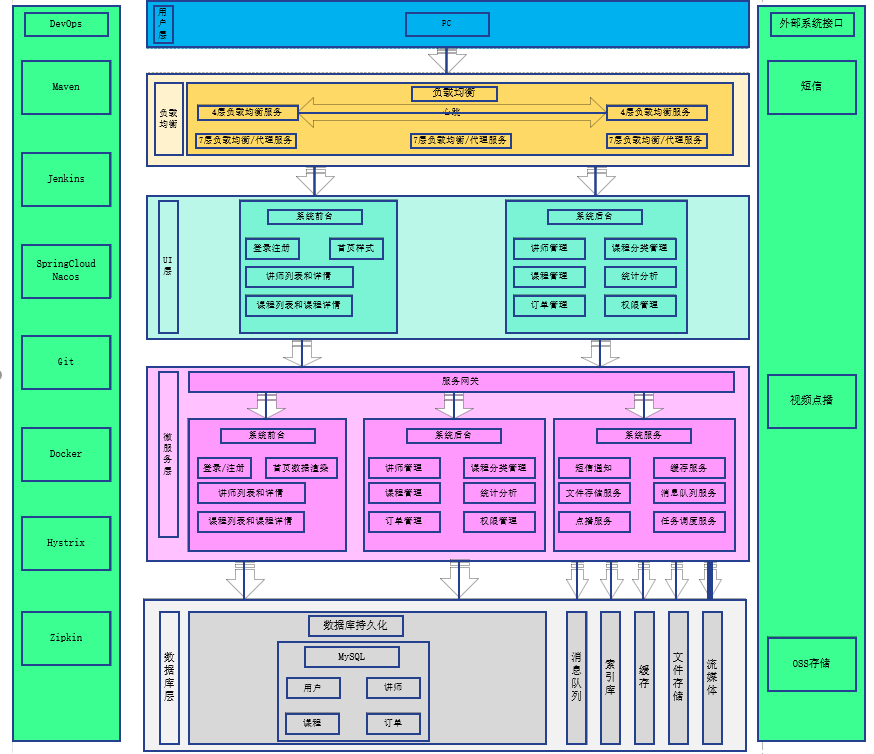 DevOps
Maven
Jenkins
SpringCloud
Nacos
Git
Docker
Hystrix
Zipkin
用户层
PC
负载均衡
负载均衡
4层负载均衡服务
心跳
4层负载均衡服务
7层负载均衡/代理服务
7层负载均衡/代理服务
7层负载均衡/代理服务
UI层
系统前台
登录注册
首页样式
讲师列表和详情
课程列表和课程详情
系统后台
讲师管理
课程分类管理
课程管理
统计分析
订单管理
权限管理
微服务层
服务网关
系统前台
登录/注册
首页数据渲染
讲师列表和详情
课程列表和课程详情
系统后台
讲师管理
课程分类管理
课程管理
统计分析
订单管理
权限管理
系统服务
短信通知
缓存服务
文件存储服务
消息队列服务
点播服务
任务调度服务
数据库层
数据库持久化
MySQL
用户
讲师
课程
订单
消息队列
索引库
缓存
文件存储
流媒体
外部系统接口
短信
视频点播
OSS存储